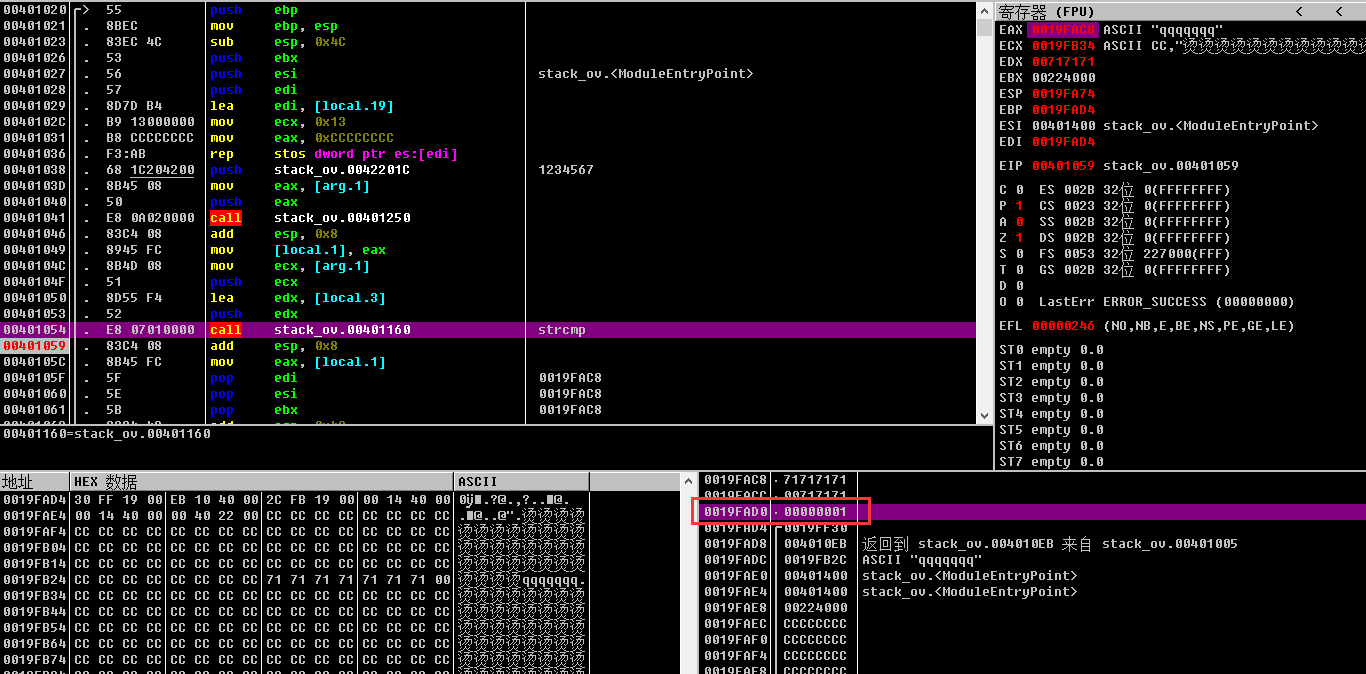 00401020 ┌> 55 push ebp
00401021 . 8BEC mov ebp, esp
00401023 . 83EC 4C sub esp, 0x4C
00401026 . 53 push ebx
00401027 . 56 push esi stack_ov.<ModuleEntryPoint>
00401028 . 57 push edi
00401029 . 8D7D B4 lea edi, [local.19]
0040102C . B9 13000000 mov ecx, 0x13
00401031 . B8 CCCCCCCC mov eax, 0xCCCCCCCC
00401036 . F3:AB rep stos dword ptr es:[edi]
00401038 . 68 1C204200 push stack_ov.0042201C 1234567
0040103D . 8B45 08 mov eax, [arg.1]
00401040 . 50 push eax
00401041 . E8 0A020000 call stack_ov.00401250
00401046 . 83C4 08 add esp, 0x8
00401049 . 8945 FC mov [local.1], eax
0040104C . 8B4D 08 mov ecx, [arg.1]
0040104F . 51 push ecx
00401050 . 8D55 F4 lea edx, [local.3]
00401053 . 52 push edx
00401054 . E8 07010000 call stack_ov.00401160 strcmp
00401059 . 83C4 08 add esp, 0x8
0040105C . 8B45 FC mov eax, [local.1]
0040105F . 5F pop edi 0019FAC8
00401060 . 5E pop esi 0019FAC8
00401061 . 5B pop ebx 0019FAC8
00401160=stack_ov.00401160
寄存器 (FPU) < <
EAX 0019FAC8 ASCII "qqqqqqq"
ECX 0019FB34 ASCII CC,"烫烫烫烫烫烫烫烫烫烫烫
EDX 00717171
EBX 00224000
ESP 0019FA74
EBP 0019FAD4
ESI 00401400 stack_ov.<ModuleEntryPoint>
EDI 0019FAD4
EIP 00401059 stack_ov.00401059
C 0 ES 002B 32位 0(FFFFFFFF)
P 1 CS 0023 32位 0(FFFFFFFF)
A 0 SS 002B 32位 0(FFFFFFFF)
Z 1 DS 002B 32位 0(FFFFFFFF)
S 0 FS 0053 32位 227000(FFF)
T 0 GS 002B 32位 0(FFFFFFFF)
D 0
O 0 LastErr ERROR_SUCCESS (00000000)
EFL 00000246 (NO,NB,E,BE,NS,PE,GE,LE)
ST0 empty 0.0
ST1 empty 0.0
ST2 empty 0.0
ST3 empty 0.0
ST4 empty 0.0
ST5 empty 0.0
ST6 empty 0.0
ST7 empty 0.0
地址 HEX 数据 ASCII
0019FAD4 30 FF 19 00 EB 10 40 00 2C FB 19 00 00 14 40 00
0019FAE4 00 14 40 00 00 40 22 00 CC CC CC CC CC CC CC CC .■@..@".烫烫烫烫
0019FAF4 CC CC CC CC CC CC CC CC CC CC CC CC CC CC CC CC 烫烫烫烫烫烫烫烫
0019FB04 CC CC CC CC CC CC CC CC CC CC CC CC CC CC CC CC 烫烫烫烫烫烫烫烫
0019FB14 CC CC CC CC CC CC CC CC CC CC CC CC CC CC CC CC 烫烫烫烫烫烫烫烫
0019FB24 CC CC CC CC CC CC CC CC 71 71 71 71 71 71 71 00 烫烫烫烫qqqqqqq.
0019FB34 CC CC CC CC CC CC CC CC CC CC CC CC CC CC CC CC 烫烫烫烫烫烫烫烫
0019FB44 CC CC CC CC CC CC CC CC CC CC CC CC CC CC CC CC 烫烫烫烫烫烫烫烫
0019FB54 CC CC CC CC CC CC CC CC CC CC CC CC CC CC CC CC 烫烫烫烫烫烫烫烫
0019FB64 CC CC CC CC CC CC CC CC CC CC CC CC CC CC CC CC 烫烫烫烫烫烫烫烫
0019FB74 CC CC CC CC CC CC CC CC CC CC CC CC CC CC CC CC 烫烫烫烫烫烫烫烫
0019FAC8 71717171
0019FACC 00717171
0019FAD0 00000001
0019FAD4 ┌0019FF30
0019FAD8 004010EB 返回到 stack_ov.004010EB 来自 stack_ov.00401005
0019FADC 0019FB2C ASCII "qqqqqqq"
0019FAE0 00401400 stack_ov.<ModuleEntryPoint>
0019FAE4 00401400 stack_ov.<ModuleEntryPoint>
0019FAE8 00224000
0019FAEC CCCCCCCC
0019FAF0 CCCCCCCC
0019FAF4 CCCCCCCC
0019FAF8 CCCCCCCC